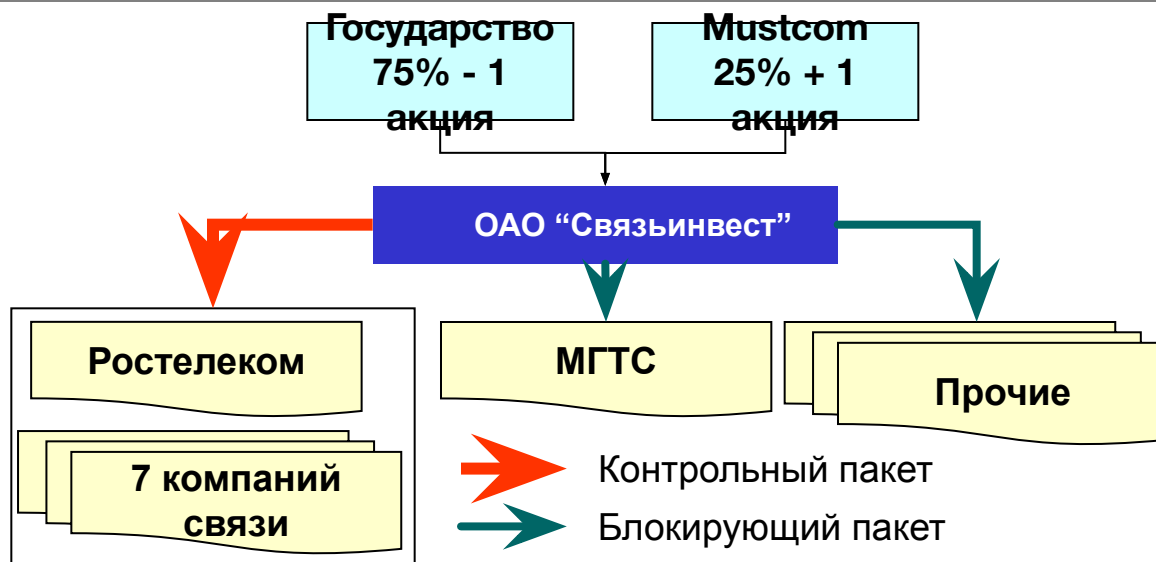 Государство
75% - 1
акция
Mustcom
25% + 1
акция
ОАО “Связьинвест”
Ростелеком
МГТС
Прочие
7 компаний
связи
Контрольный пакет
Блокирующий пакет